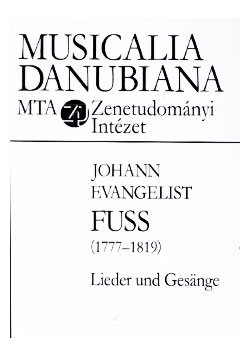 MUSICALIA
DANUBIANA
MTA Zenetudományi
Intézet
JOHANN
EVANGELIST
FUSS
(1777–1819)
Lieder und Gesänge